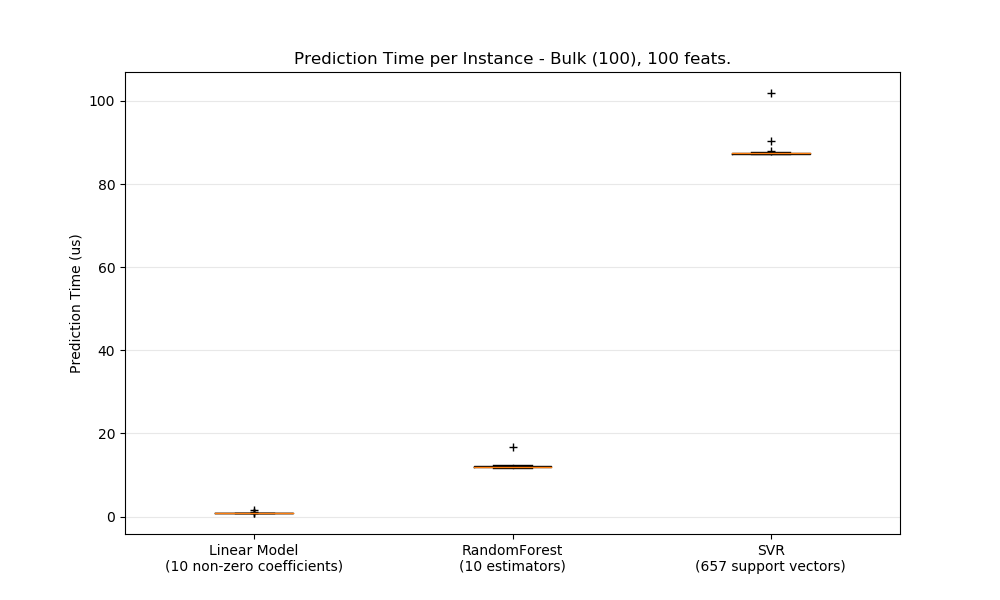 Prediction Time per Instance - Bulk (100), 100 feats.
Prediction Time (us)
100
80
60
40
20
0
Linear Model
(10 non-zero coefficients)
RandomForest
(10 estimators)
SVR
(657 support vectors)